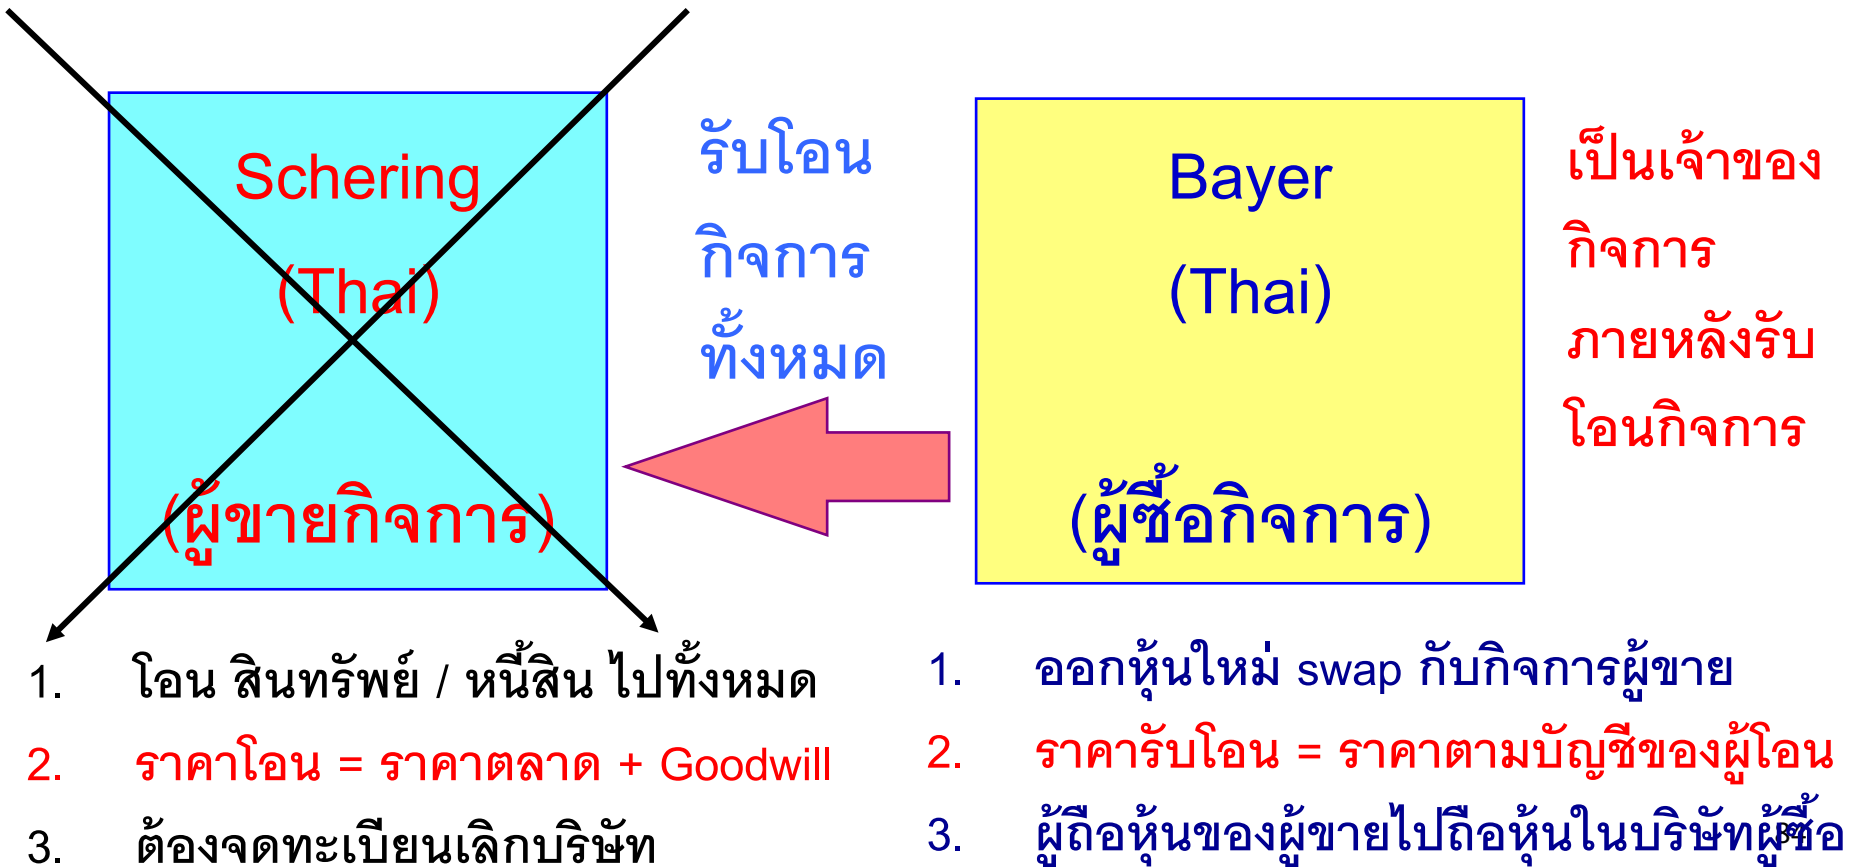 Schering
(Thai)
(ผู้ขายกิจการ)
รับโอน
กิจการ
ทั้งหมด
Bayer
(Thai)
(ผู้ซื้อกิจการ)
เป็นเจ้าของ
กิจการ
ภายหลังรับ
โอนกิจการ
1. โอน สินทรัพย์ / หนี้สิน ไปทั้งหมด
2. ราคาโอน = ราคาตลาด + Goodwill
3. ต้องจดทะเบียนเลิกบริษัท
1. ออกหุ้นใหม่ swap กับกิจการผู้ขาย
2. ราคารับโอน = ราคาตามบัญชีของผู้โอน
3. ผู้ถือหุ้นของผู้ขายไปถือหุ้นในบริษัทผู้ซื้อ